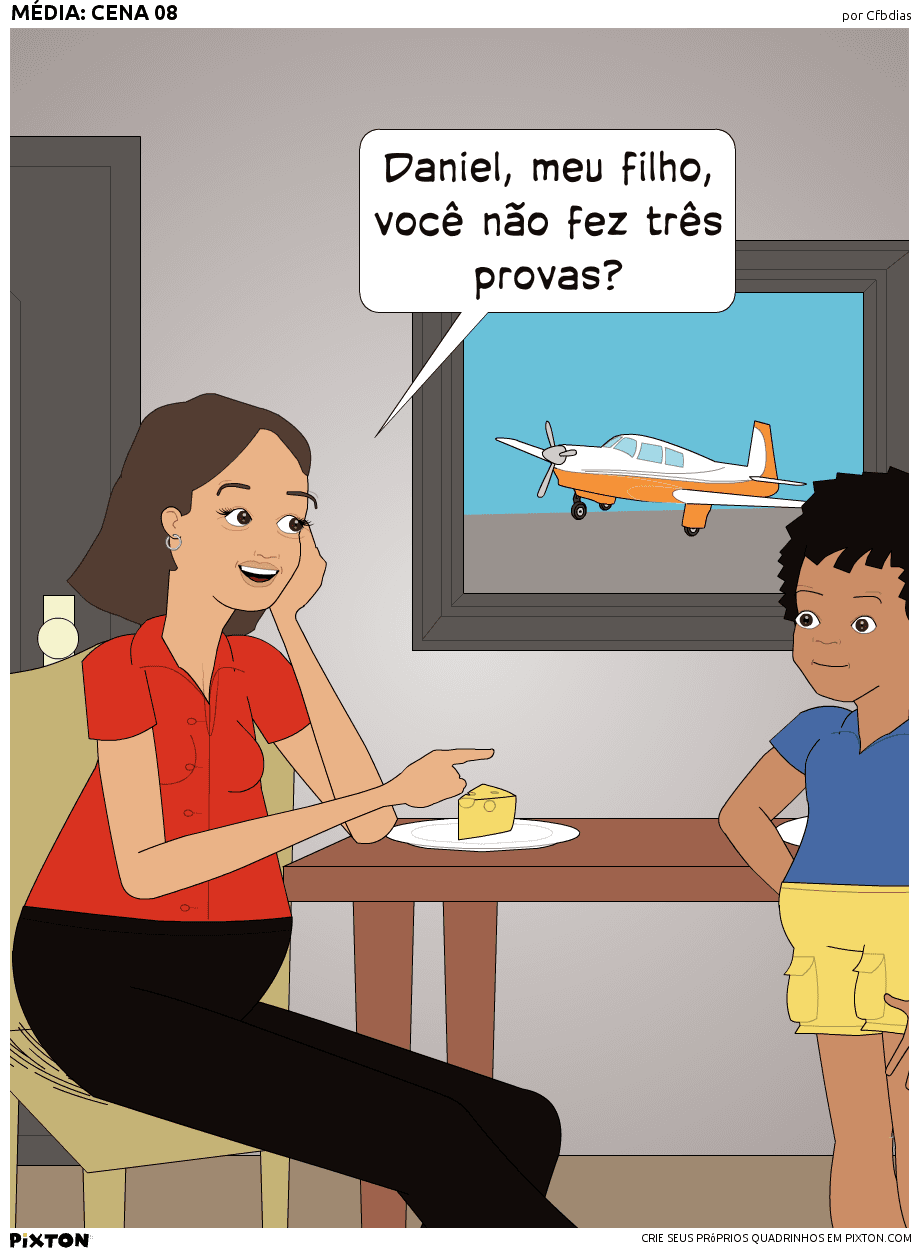 MÉDIA: CENA 08
por Cfbdias
Daniel, meu filho,
você não fez três
provas?
PIXTON
CRIE SEUS PRóPRIOS QUADRINHOS EM PIXTON.COM